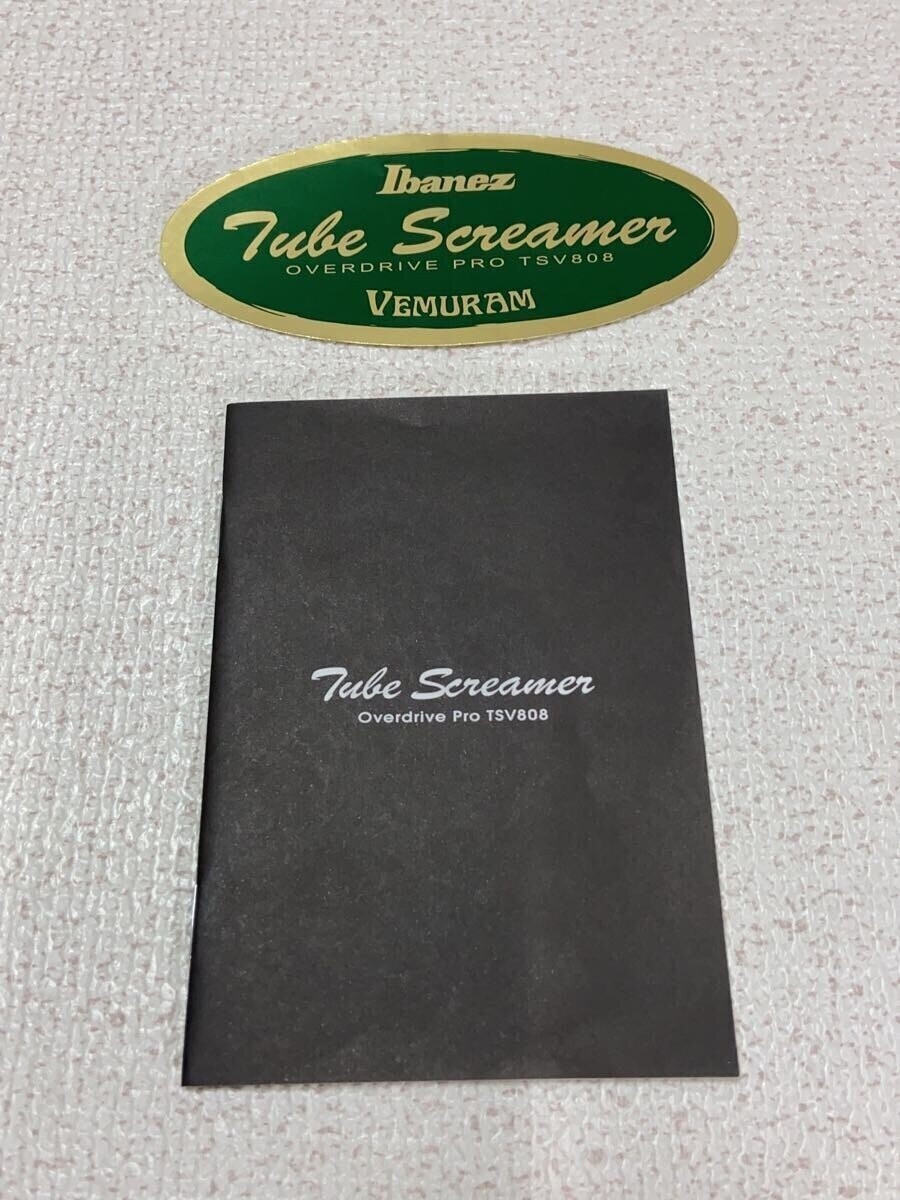 Ibanez
Tube Screamer
OVERDRIVE PRO TSV808
VEMURAM
Tube Screamer
Overdrive Pro TSV808